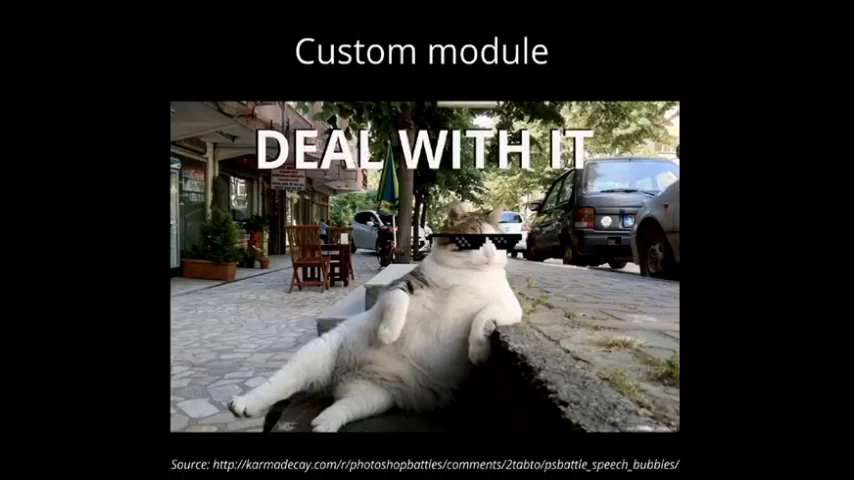 Custom module
DEAL WITH IT
Source: http://karmadecay.com/r/photoshopbattles/comments/2tabto/psbattle_speech_bubbles/